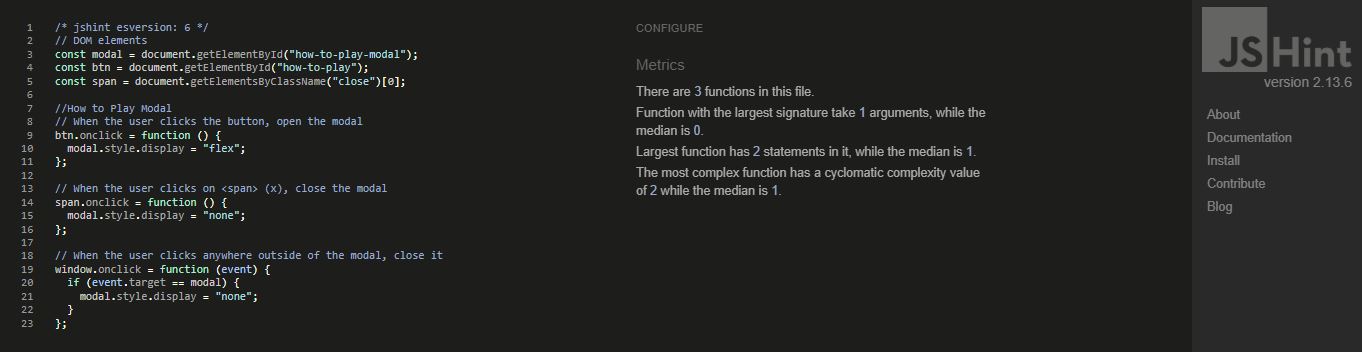 1 /* jshint esversion: 6 */
2 // DOM elements
3 const modal = document.getElementById("how-to-play-modal");
4 const btn = document.getElementById("how-to-play");
5 const span = document.getElementsByClassName("close")[0];
6
7 //How to Play Modal
8 // When the user clicks the button, open the modal
9 btn.onclick = function () {
10   modal.style.display = "flex";
11 };
12
13 // When the user clicks on <span> (x), close the modal
14 span.onclick = function () {
15   modal.style.display = "none";
16 };
17
18 // When the user clicks anywhere outside of the modal, close it
19 window.onclick = function (event) {
20   if (event.target == modal) {
21     modal.style.display = "none";
22   }
23 };
CONFIGURE
Metrics
There are 3 functions in this file.
Function with the largest signature take 1 arguments, while the
median is 0.
Largest function has 2 statements in it, while the median is 1.
The most complex function has a cyclomatic complexity value
of 2 while the median is 1.
JSHint
version 2.13.6
About
Documentation
Install
Contribute
Blog